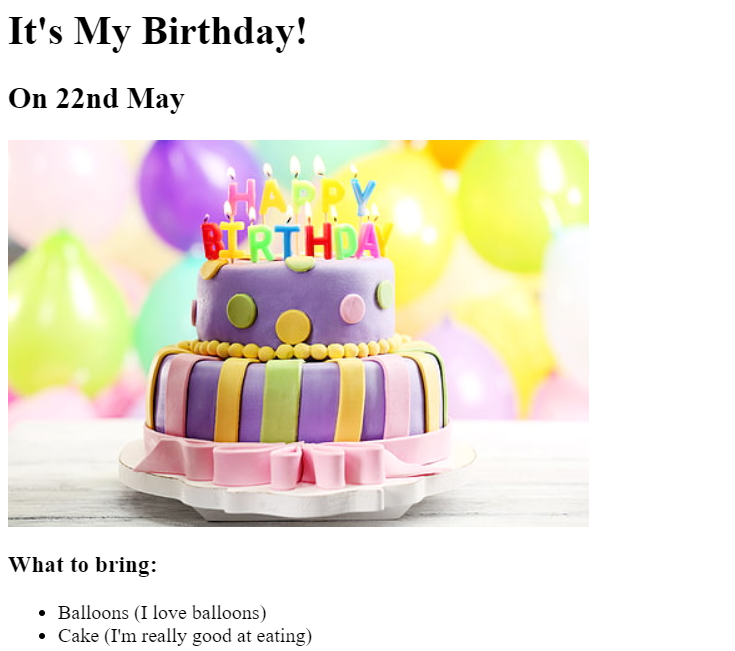 It's My Birthday!
On 22nd May
HAPPY
BIRTHDAY
What to bring:
Balloons (I love balloons)
Cake (I'm really good at eating)